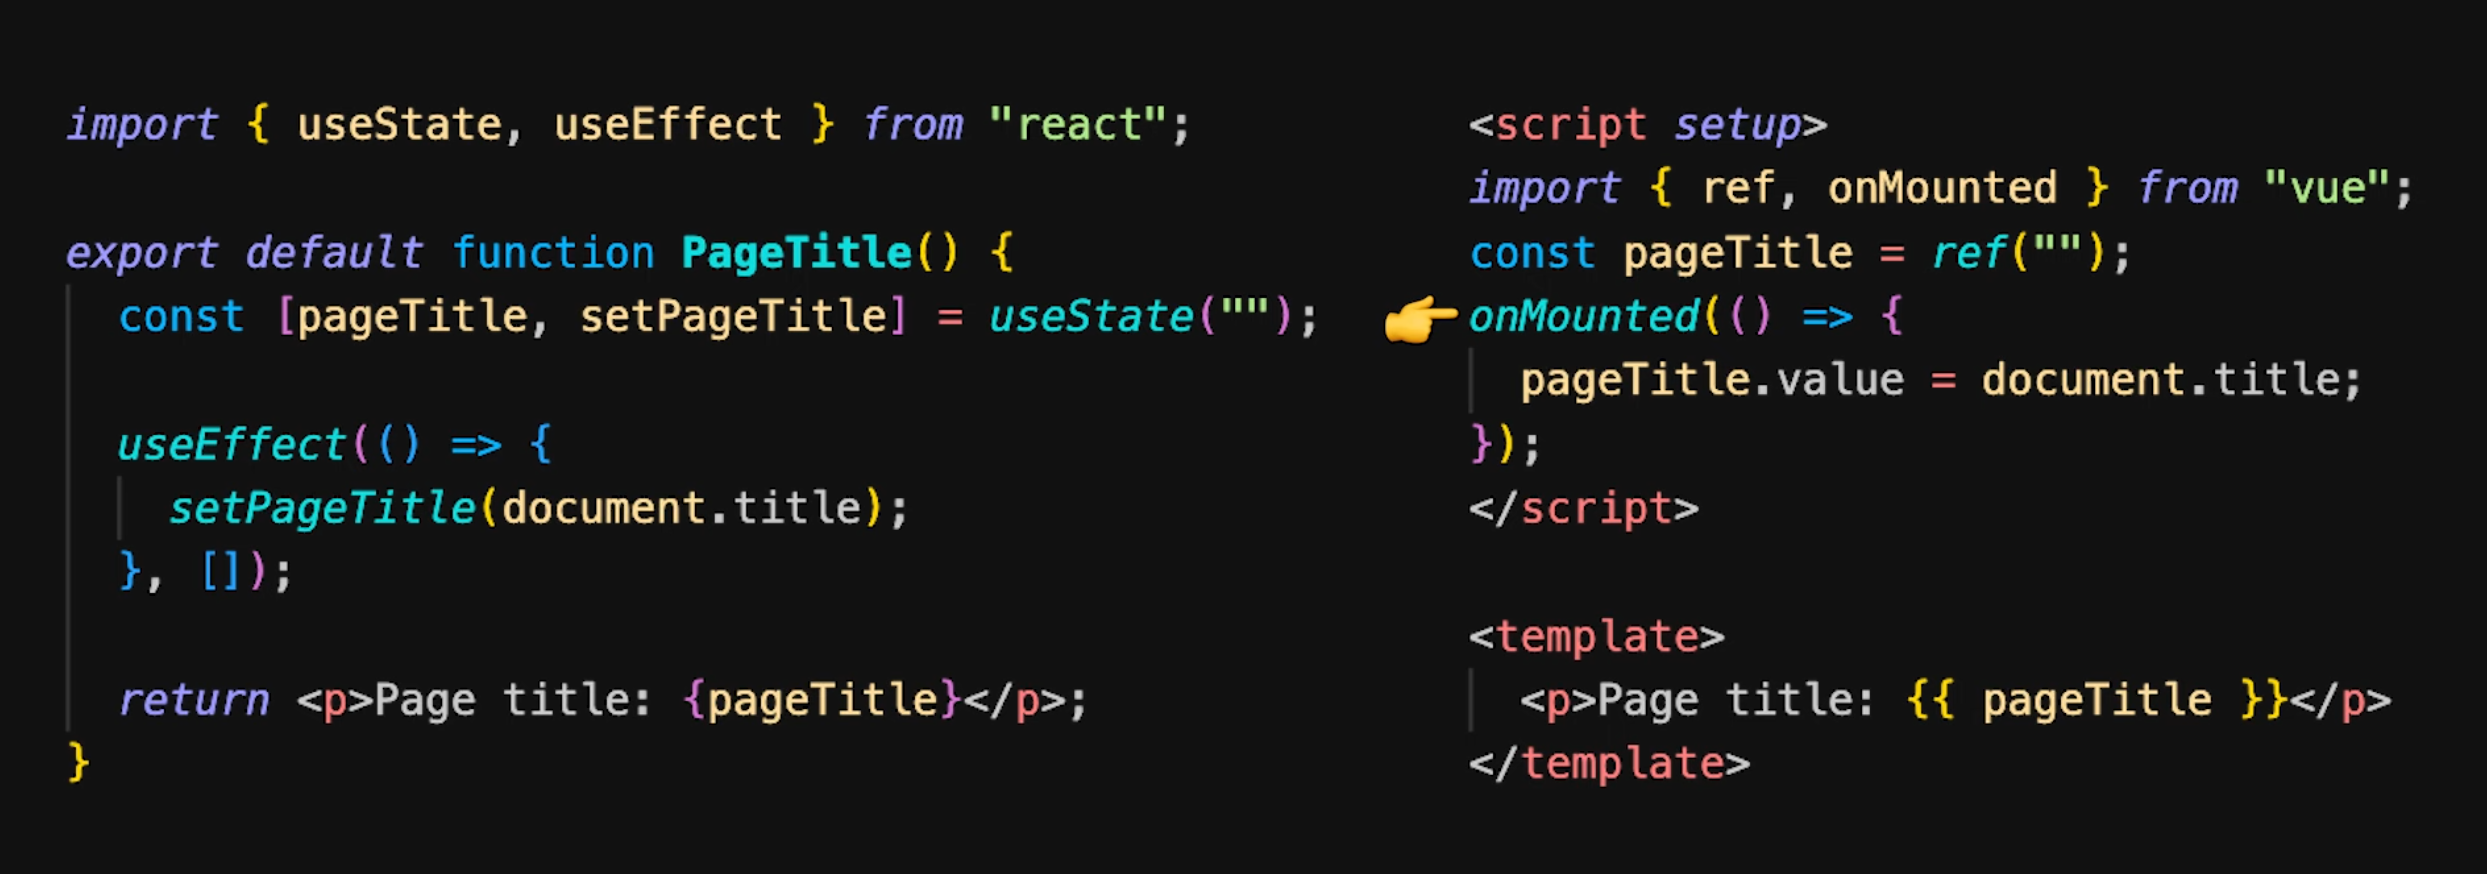 import { useState, useEffect } from "react";
export default function PageTitle() {
const [pageTitle, setPageTitle] = useState("");
useEffect(() => {
setPageTitle(document.title);
}, []);
return <p>Page title: {pageTitle}</p>;
}
<script setup>
import { ref, onMounted } from "vue";
const pageTitle = ref("");
onMounted(() => {
pageTitle.value = document.title;
});
</script>
<template>
<p>Page title: {{ pageTitle }}</p>
</template>